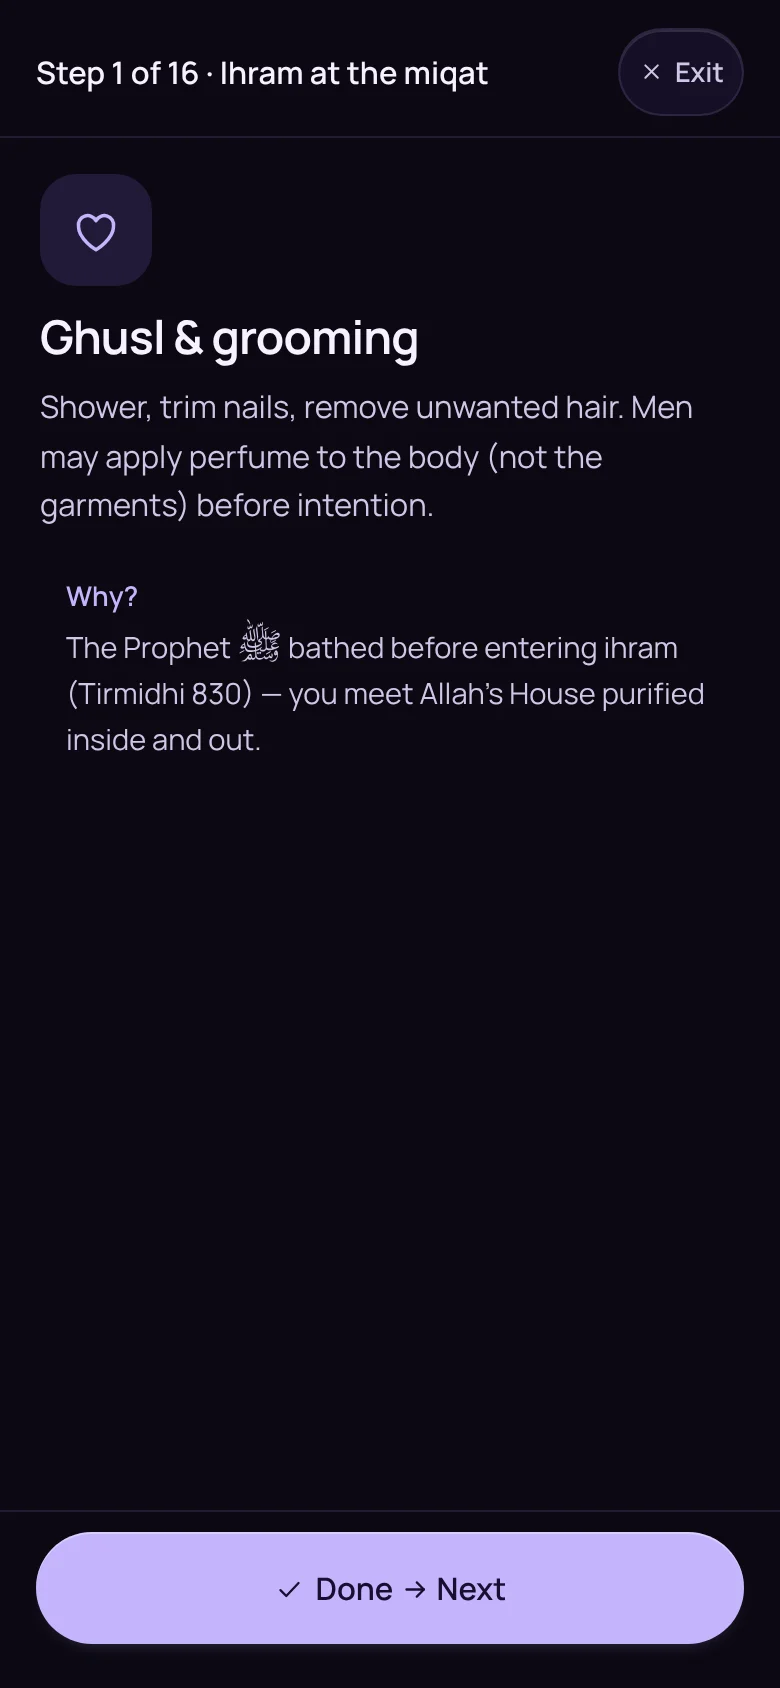 Step 1 of 16 · Ihram at the miqat
× Exit
Ghusl & grooming
Shower, trim nails, remove unwanted hair. Men
may apply perfume to the body (not the
garments) before intention.
Why?
The Prophet ﷺ bathed before entering ihram
(Tirmidhi 830) — you meet Allah’s House purified
inside and out.
✓ Done → Next